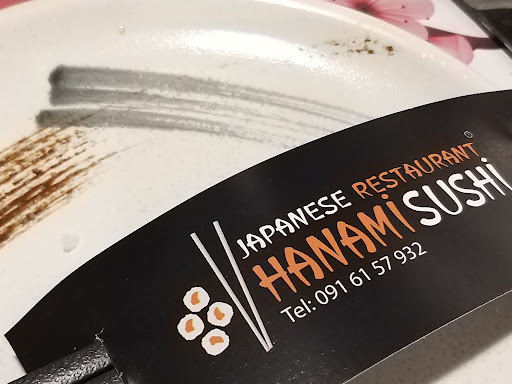 JAPANESE RESTAURANT ®
HANAMI SUSHI
Tel: 091 61 57 932